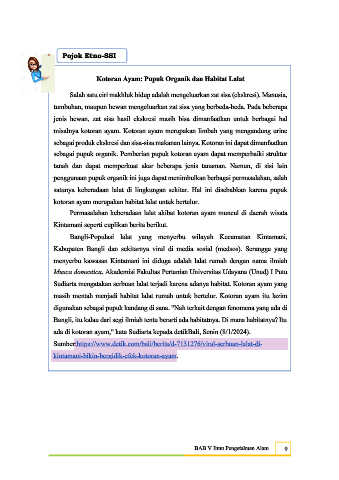 Pojok Etno-SSI
Kotoran Ayam: Pupuk Organik dan Habitat Lalat
Salah satu ciri makhluk hidup adalah mengeluarkan zat sisa (ekskresi). Manusia,
tumbuhan, maupun hewan mengeluarkan zat sisa yang berbeda-beda. Pada beberapa
jenis hewan, zat sisa hasil ekskresi masih bisa dimanfaatkan untuk berbagai hal
misalnya kotoran ayam. Kotoran ayam merupakan limbah yang mengandung urine
sebagai produk ekskresi dan sisa-sisa makanan lainya. Kotoran ini dapat dimanfaatkan
sebagai pupuk organik. Pemberian pupuk kotoran ayam dapat memperbaiki struktur
tanah dan dapat memperkuat akar beberapa jenis tanaman. Namun, di sisi lain
penggunaan pupuk organik ini juga dapat menimbulkan berbagai permasalahan, salah
satunya keberadaan lalat di lingkungan sekitar. Hal ini disebabkan karena pupuk
kotoran ayam merupakan habitat lalat untuk bertelur.
Permasalahan keberadaan lalat akibat kotoran ayam muncul di daerah wisata
Kintamani seperti cuplikan berita berikut.
Bangli-Populasi lalat yang menyerbu wilayah Kecamatan Kintamani,
Kabupaten Bangli dan sekitarnya viral di media sosial (medsos). Serangga yang
menyerbu kawasan Kintamani ini diduga adalah lalat rumah dengan nama ilmiah
Musca domestica. Akademisi Fakultas Pertanian Universitas Udayana (Unud) I Putu
Sudiarta mengatakan serbuan lalat terjadi karena adanya habitat. Kotoran ayam yang
masih mentah menjadi habitat lalat rumah untuk bertelur. Kotoran ayam itu lazim
digunakan sebagai pupuk kandang di sana. "Nah terkait dengan fenomena yang ada di
Bangli, itu kalau dari segi ilmiah tentu berarti ada habitatnya. Di mana habitatnya? Itu
ada di kotoran ayam," kata Sudiarta kepada detikBali, Senin (8/1/2024).
Sumber:https://www.detik.com/bali/berita/d-7131276/viral-serbuan-lalat-di-
kintamani-bikin-bergidik-efek-kotoran-ayam.
BAB V Ilmu Pengetahuan Alam 9